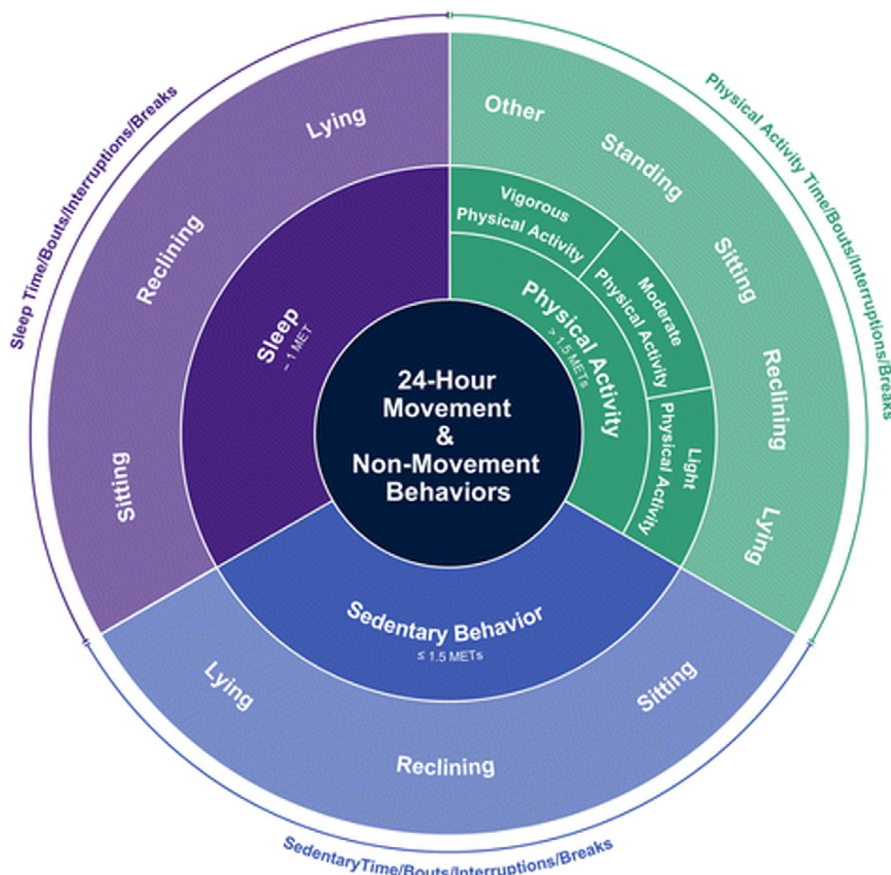 24-Hour
Movement
&
Non-Movement
Behaviors
Sleep
~ 1 MET
Lying
Reclining
Sitting
Sleep Time/Bouts/Interruptions/Breaks
Physical Activity
> 1.5 METs
Vigorous
Physical Activity
Moderate
Physical Activity
Light
Physical Activity
Other
Standing
Sitting
Reclining
Lying
Physical Activity Time/Bouts/Interruptions/Breaks
Sedentary Behavior
≤ 1.5 METs
Lying
Reclining
Sitting
SedentaryTime/Bouts/Interruptions/Breaks